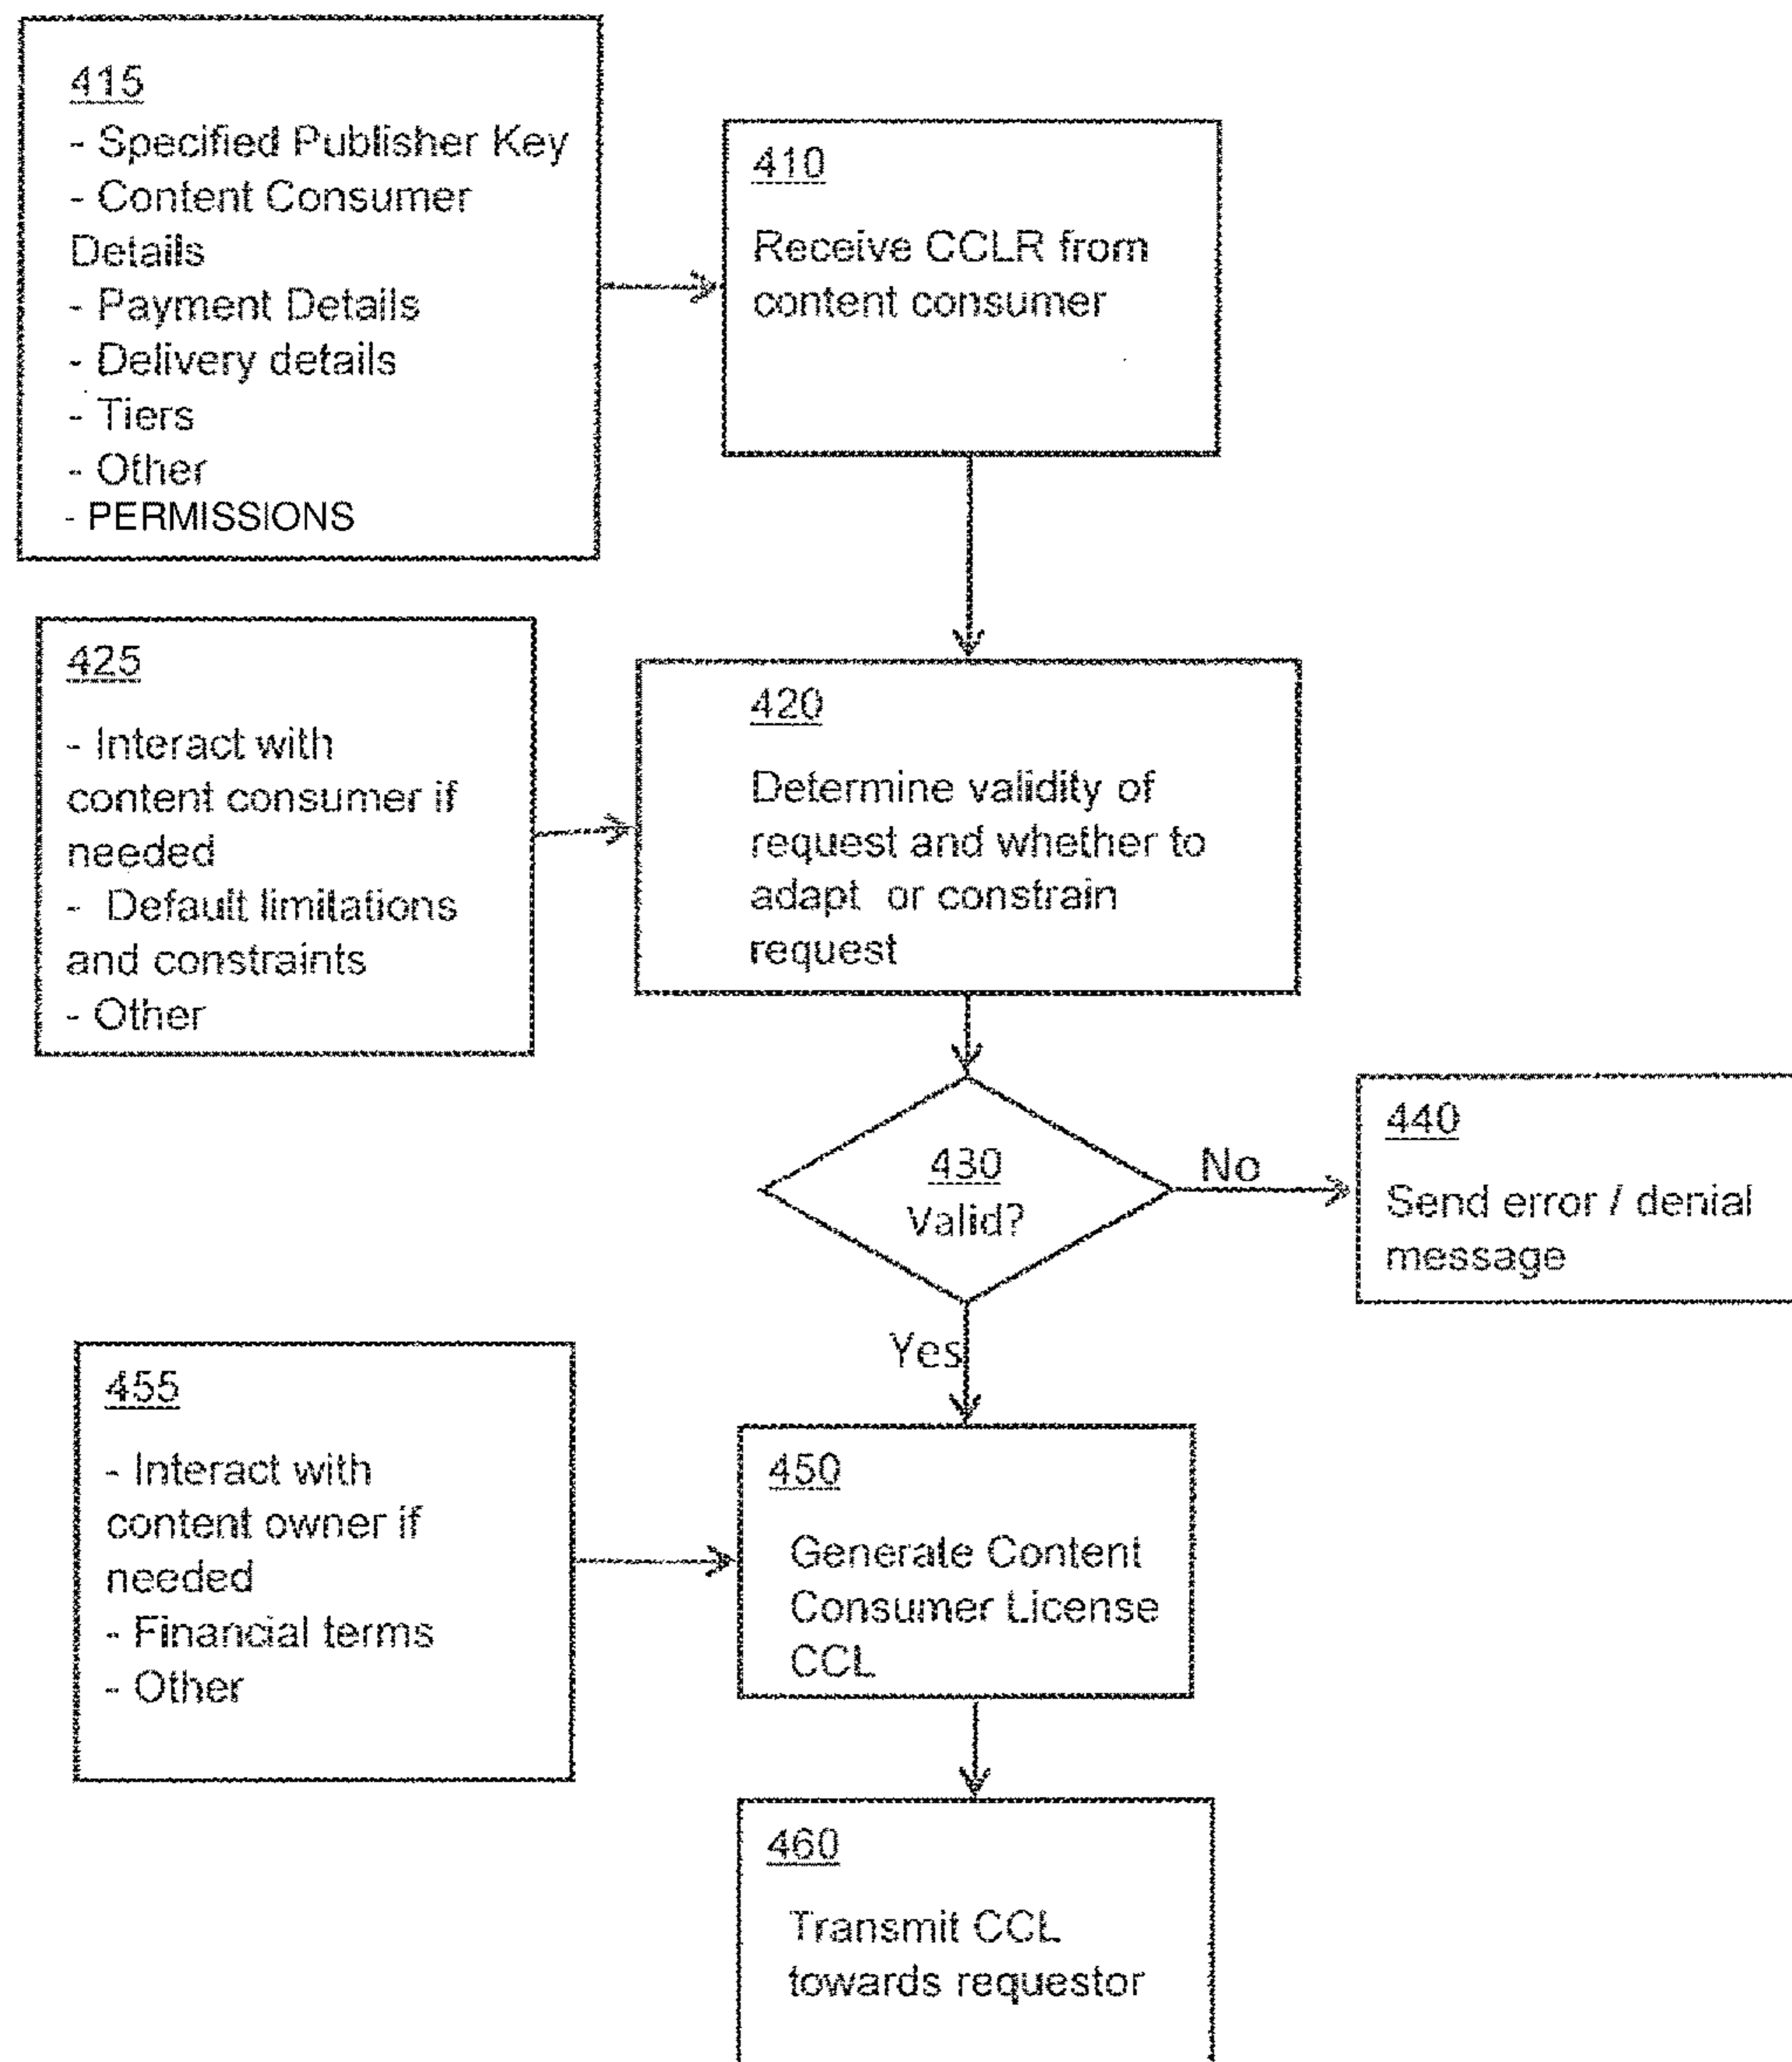 415
- Specified Publisher Key
- Content Consumer
Details
- Payment Details
- Delivery details
- Tiers
- Other
- PERMISSIONS
410
Receive CCLR from
content consumer
425
- Interact with
content consumer if
needed
- Default limitations
and constraints
- Other
420
Determine validity of
request and whether to
adapt or constrain
request
430
Valid?
No
440
Send error / denial
message
Yes
455
- Interact with
content owner if
needed
- Financial terms
- Other
450
Generate Content
Consumer License
CCL
460
Transmit CCL
towards requestor